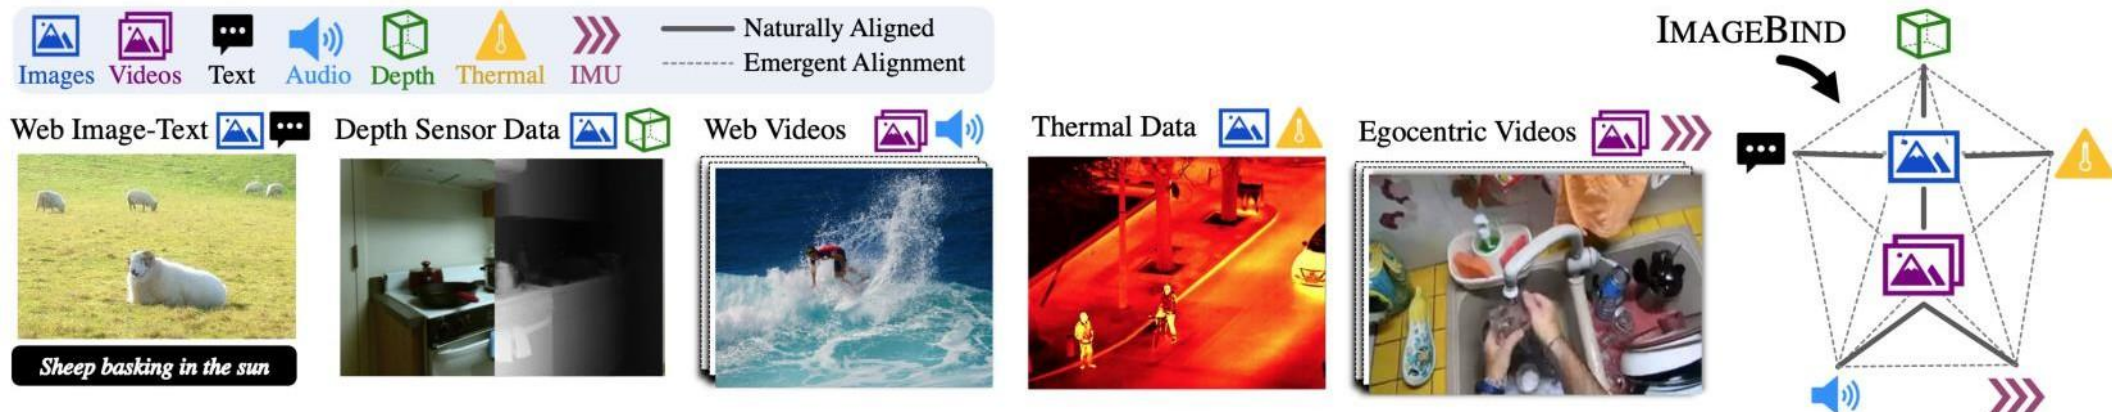 Images Videos Text Audio Depth Thermal IMU
Naturally Aligned
Emergent Alignment
IMAGEBIND
Web Image-Text
Depth Sensor Data
Web Videos
Thermal Data
Egocentric Videos
Sheep basking in the sun